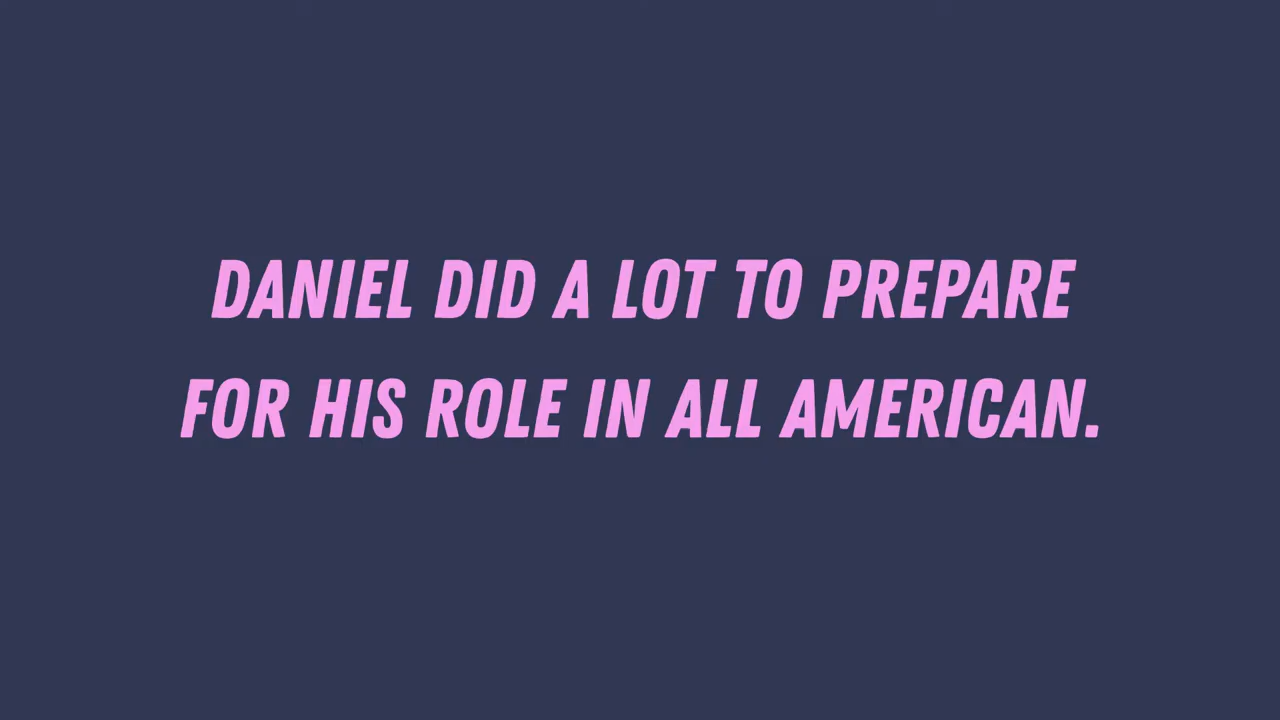 DANIEL DID A LOT TO PREPARE
FOR HIS ROLE IN ALL AMERICAN.